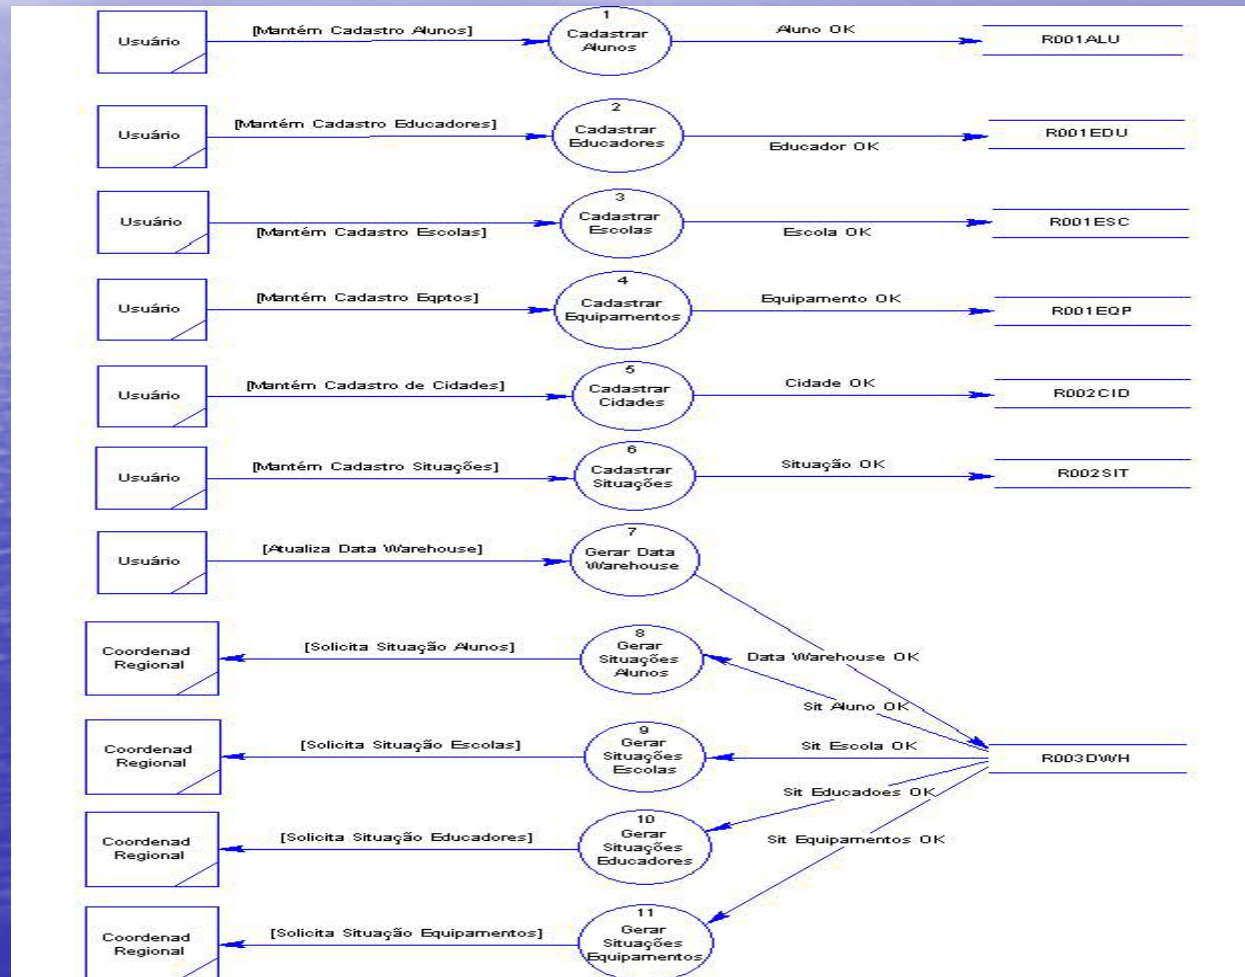 1
Usuário
[Mantém Cadastro Alunos]
Cadastrar
Alunos
Aluno OK
R001ALU
2
Usuário
[Mantém Cadastro Educadores]
Cadastrar
Educadores
Educador OK
R001EDU
3
Usuário
[Mantém Cadastro Escolas]
Cadastrar
Escolas
Escola OK
R001ESC
4
Usuário
[Mantém Cadastro Eqptos]
Cadastrar
Equipamentos
Equipamento OK
R001EQP
5
Usuário
[Mantém Cadastro de Cidades]
Cadastrar
Cidades
Cidade OK
R002CID
6
Usuário
[Mantém Cadastro Situações]
Cadastrar
Situações
Situação OK
R002SIT
7
Usuário
[Atualiza Data Warehouse]
Gerar Data
Warehouse
Data Warehouse OK
8
Coordenad
Regional
[Solicita Situação Alunos]
Gerar
Situações
Alunos
Sit Aluno OK
9
Coordenad
Regional
[Solicita Situação Escolas]
Gerar
Situações
Escolas
Sit Escola OK
R003DWH
10
Coordenad
Regional
[Solicita Situação Educadores]
Gerar
Situações
Educadores
Sit Educadoes OK
11
Coordenad
Regional
[Solicita Situação Equipamentos]
Gerar
Situações
Equipamentos
Sit Equipamentos OK